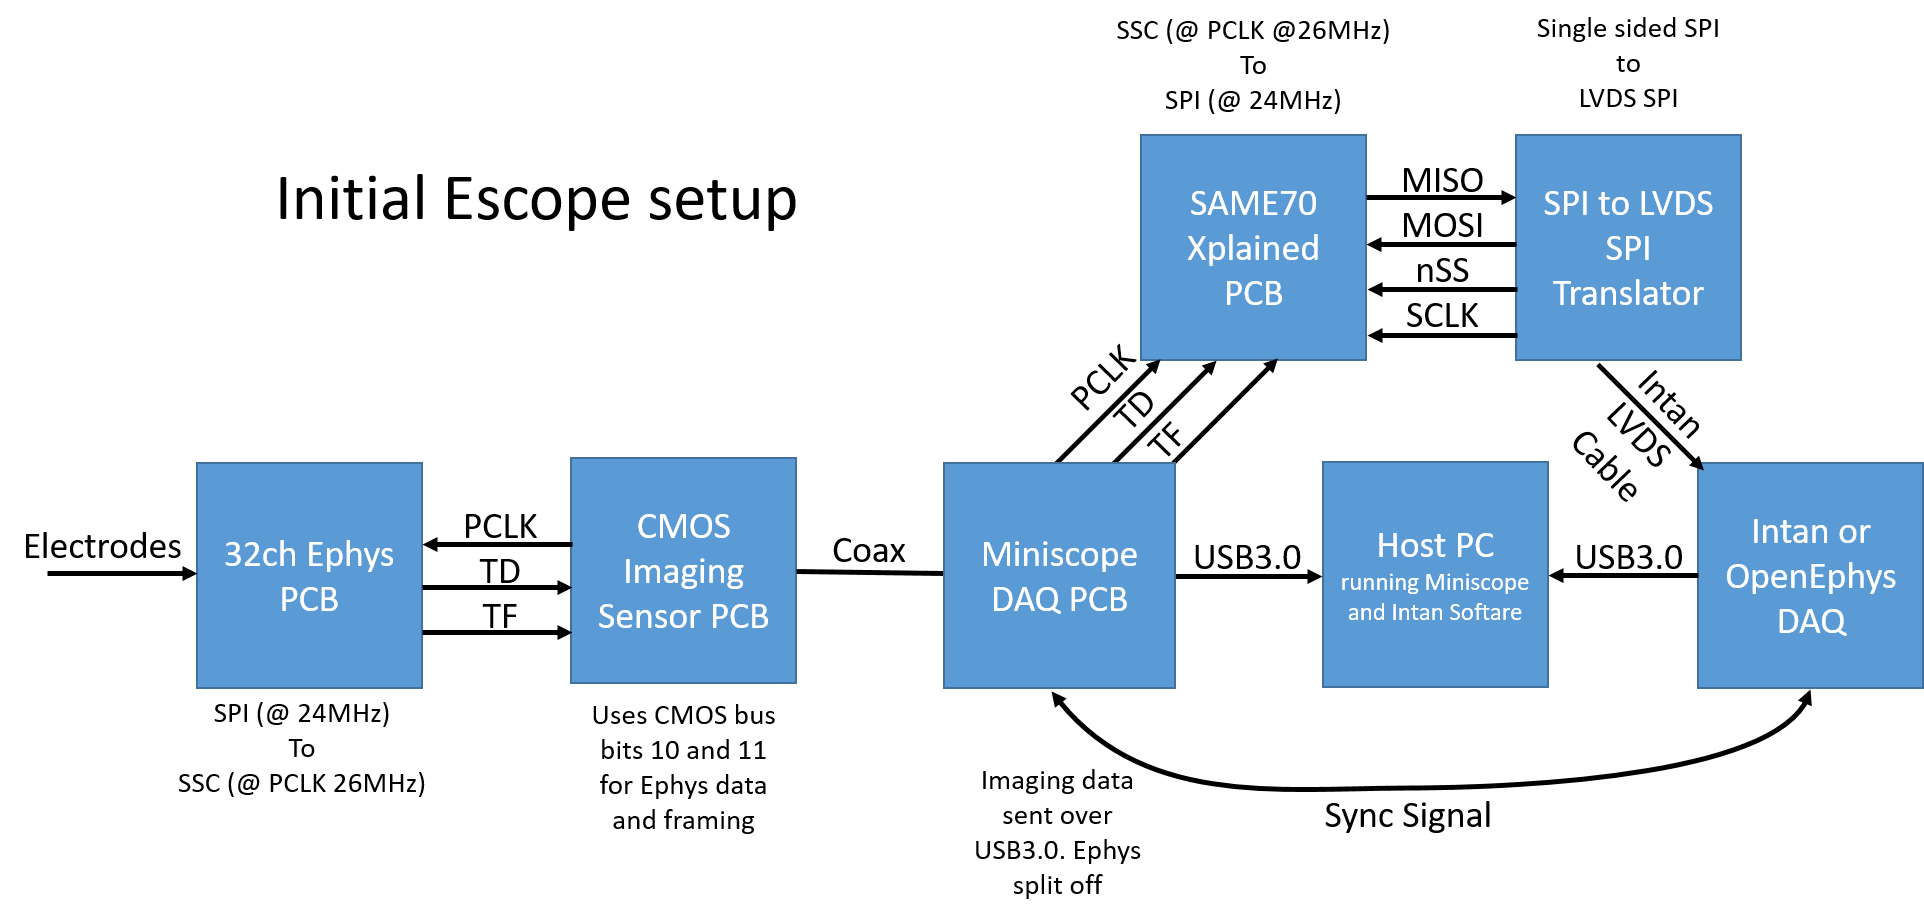 Initial Escope setup
SSC (@ PCLK @26MHz)
To
SPI (@ 24MHz)
Single sided SPI
to
LVDS SPI
SAME70
Xplained
PCB
MISO
MOSI
nSS
SCLK
SPI to LVDS
SPI
Translator
PCLK
TD
TF
Intan
LVDS
Cable
Electrodes
32ch Ephys
PCB
PCLK
TD
TF
CMOS
Imaging
Sensor PCB
Coax
Miniscope
DAQ PCB
USB3.0
Host PC
running Miniscope
and Intan Softare
USB3.0
Intan or
OpenEphys
DAQ
SPI (@ 24MHz)
To
SSC (@ PCLK 26MHz)
Uses CMOS bus
bits 10 and 11
for Ephys data
and framing
Imaging data
sent over
USB3.0. Ephys
split off
Sync Signal